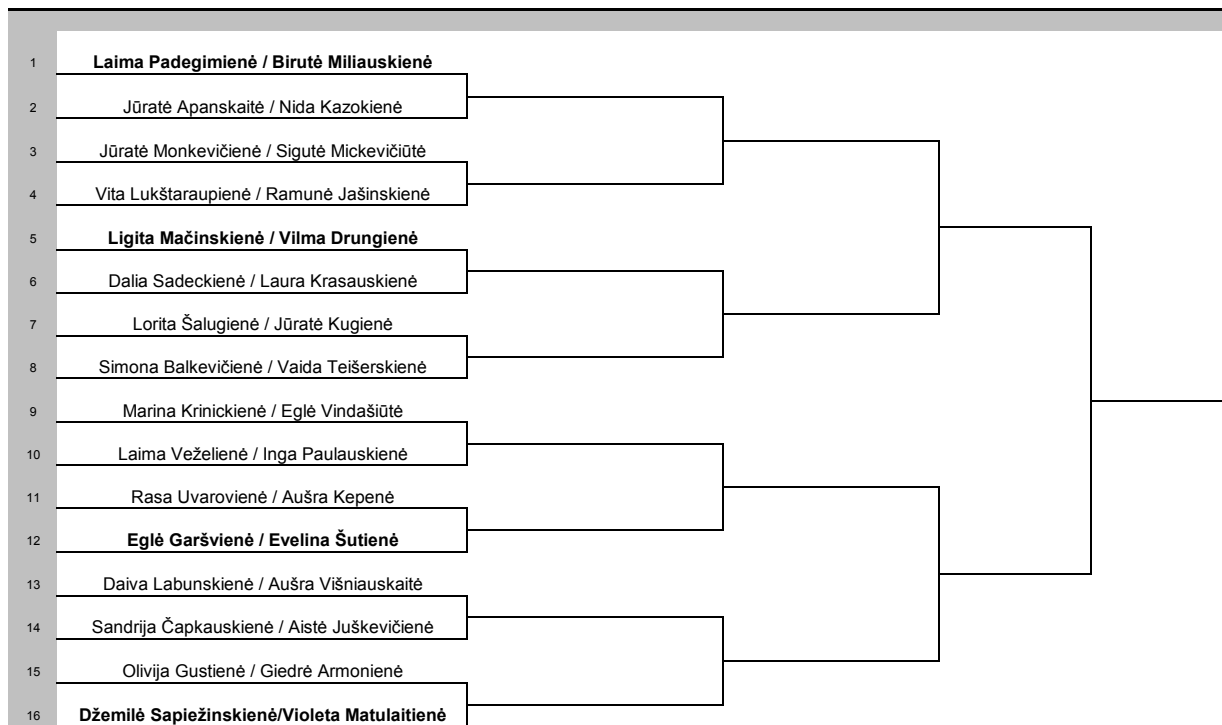 1 Laima Padegimienė / Birutė Miliauskienė
2 Jūratė Apanskaitė / Nida Kazokienė
3 Jūratė Monkevičienė / Sigutė Mickevičiūtė
4 Vita Lukštaraupienė / Ramunė Jašinskienė
5 Ligita Mačinskienė / Vilma Drungienė
6 Dalia Sadeckienė / Laura Krasauskienė
7 Lorita Šalugienė / Jūratė Kugienė
8 Simona Balkevičienė / Vaida Teišerskienė
9 Marina Krinickienė / Eglė Vindašiūtė
10 Laima Veželienė / Inga Paulauskienė
11 Rasa Uvarovienė / Aušra Kepenė
12 Eglė Garšvienė / Evelina Šutienė
13 Daiva Labunskienė / Aušra Višniauskaitė
14 Sandrija Čapkauskienė / Aistė Juškevičienė
15 Olivija Gustienė / Giedrė Armonienė
16 Džemilė Sapiežinskienė/Violeta Matulaitienė